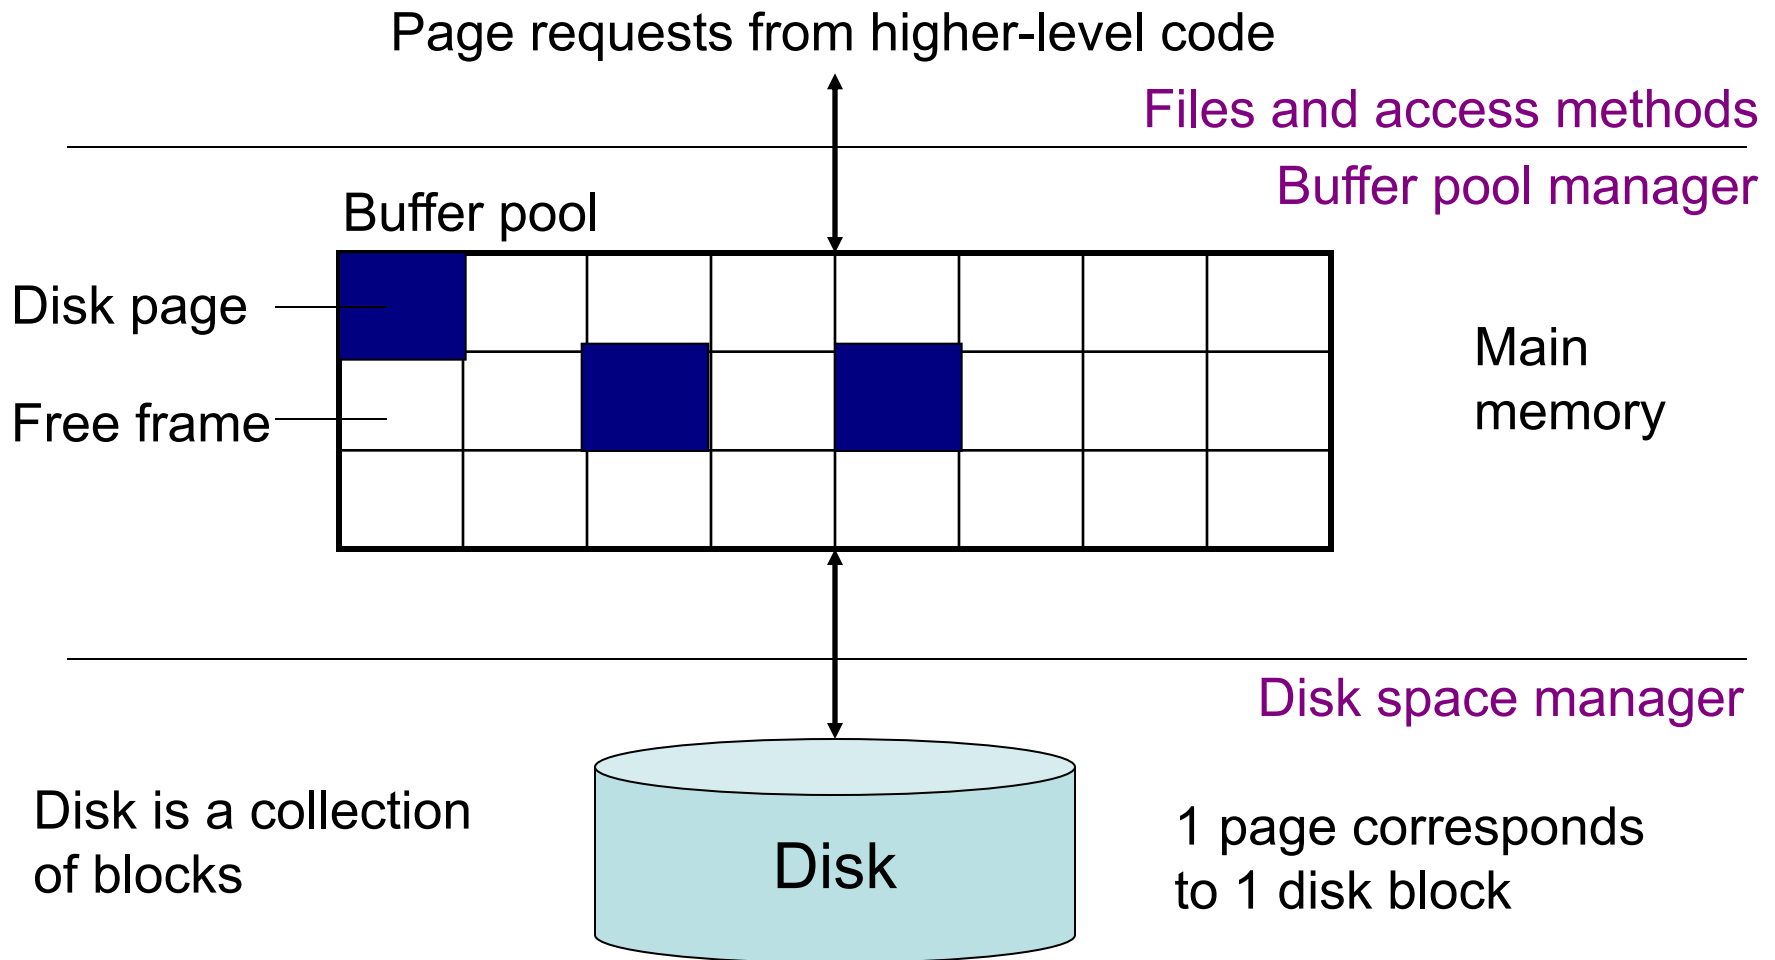 Page requests from higher-level code
Files and access methods
Buffer pool manager
Buffer pool
Disk page
Free frame
Main
memory
Disk space manager
Disk is a collection
of blocks
Disk
1 page corresponds
to 1 disk block